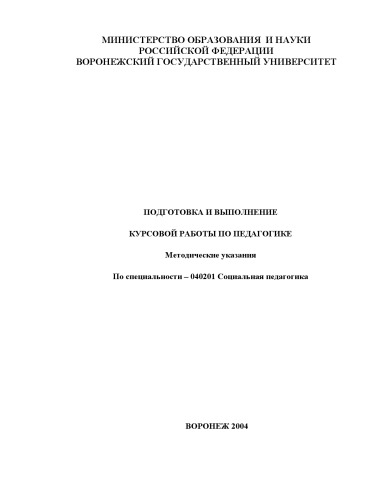 МИНИСТЕРСТВО ОБРАЗОВАНИЯ И НАУКИ
РОССИЙСКОЙ ФЕДЕРАЦИИ
ВОРОНЕЖСКИЙ ГОСУДАРСТВЕННЫЙ УНИВЕРСИТЕТ
ПОДГОТОВКА И ВЫПОЛНЕНИЕ
КУРСОВОЙ РАБОТЫ ПО ПЕДАГОГИКЕ
Методические указания
По специальности – 040201 Социальная педагогика
ВОРОНЕЖ 2004